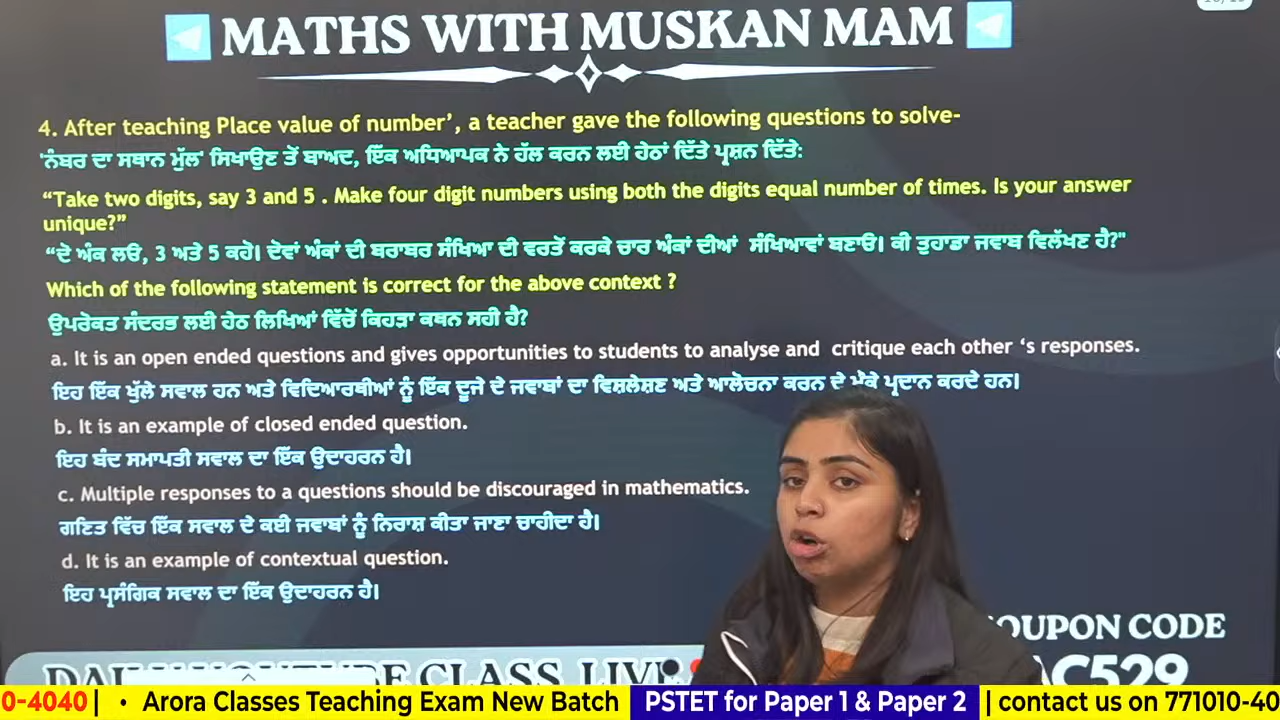 MATHS WITH MUSKAN MAM
4. After teaching Place value of number’, a teacher gave the following questions to solve-
'ਨੰਬਰ ਦਾ ਸਥਾਨ ਮੁੱਲ' ਸਿਖਾਉਣ ਤੋਂ ਬਾਅਦ, ਇੱਕ ਅਧਿਆਪਕ ਨੇ ਹੱਲ ਕਰਨ ਲਈ ਹੇਠਾਂ ਦਿੱਤੇ ਪ੍ਰਸ਼ਨ ਦਿੱਤੇ:
“Take two digits, say 3 and 5 . Make four digit numbers using both the digits equal number of times. Is your answer
unique?”
“ਦੋ ਅੰਕ ਲਓ, 3 ਅਤੇ 5 ਕਹੋ। ਦੋਵਾਂ ਅੰਕਾਂ ਦੀ ਬਰਾਬਰ ਸੰਖਿਆ ਦੀ ਵਰਤੋਂ ਕਰਕੇ ਚਾਰ ਅੰਕਾਂ ਦੀਆਂ ਸੰਖਿਆਵਾਂ ਬਣਾਓ। ਕੀ ਤੁਹਾਡਾ ਜਵਾਬ ਵਿਲੱਖਣ ਹੈ?"
Which of the following statement is correct for the above context ?
ਉਪਰੋਕਤ ਸੰਦਰਭ ਲਈ ਹੇਠ ਲਿਖਿਆਂ ਵਿੱਚੋਂ ਕਿਹੜਾ ਕਥਨ ਸਹੀ ਹੈ?
a. It is an open ended questions and gives opportunities to students to analyse and critique each other ‘s responses.
ਇਹ ਇੱਕ ਖੁੱਲੇ ਸਵਾਲ ਹਨ ਅਤੇ ਵਿਦਿਆਰਥੀਆਂ ਨੂੰ ਇੱਕ ਦੂਜੇ ਦੇ ਜਵਾਬਾਂ ਦਾ ਵਿਸ਼ਲੇਸ਼ਣ ਅਤੇ ਆਲੋਚਨਾ ਕਰਨ ਦੇ ਮੌਕੇ ਪ੍ਰਦਾਨ ਕਰਦੇ ਹਨ।
b. It is an example of closed ended question.
ਇਹ ਬੰਦ ਸਮਾਪਤੀ ਸਵਾਲ ਦਾ ਇੱਕ ਉਦਾਹਰਨ ਹੈ।
c. Multiple responses to a questions should be discouraged in mathematics.
ਗਣਿਤ ਵਿੱਚ ਇੱਕ ਸਵਾਲ ਦੇ ਕਈ ਜਵਾਬਾਂ ਨੂੰ ਨਿਰਾਸ਼ ਕੀਤਾ ਜਾਣਾ ਚਾਹੀਦਾ ਹੈ।
d. It is an example of contextual question.
ਇਹ ਪ੍ਰਸੰਗਿਕ ਸਵਾਲ ਦਾ ਇੱਕ ਉਦਾਹਰਨ ਹੈ।
OUPON CODE
AC529
CLASS LIVE
0-4040 | • Arora Classes Teaching Exam New Batch PSTET for Paper 1 & Paper 2 | contact us on 771010-40